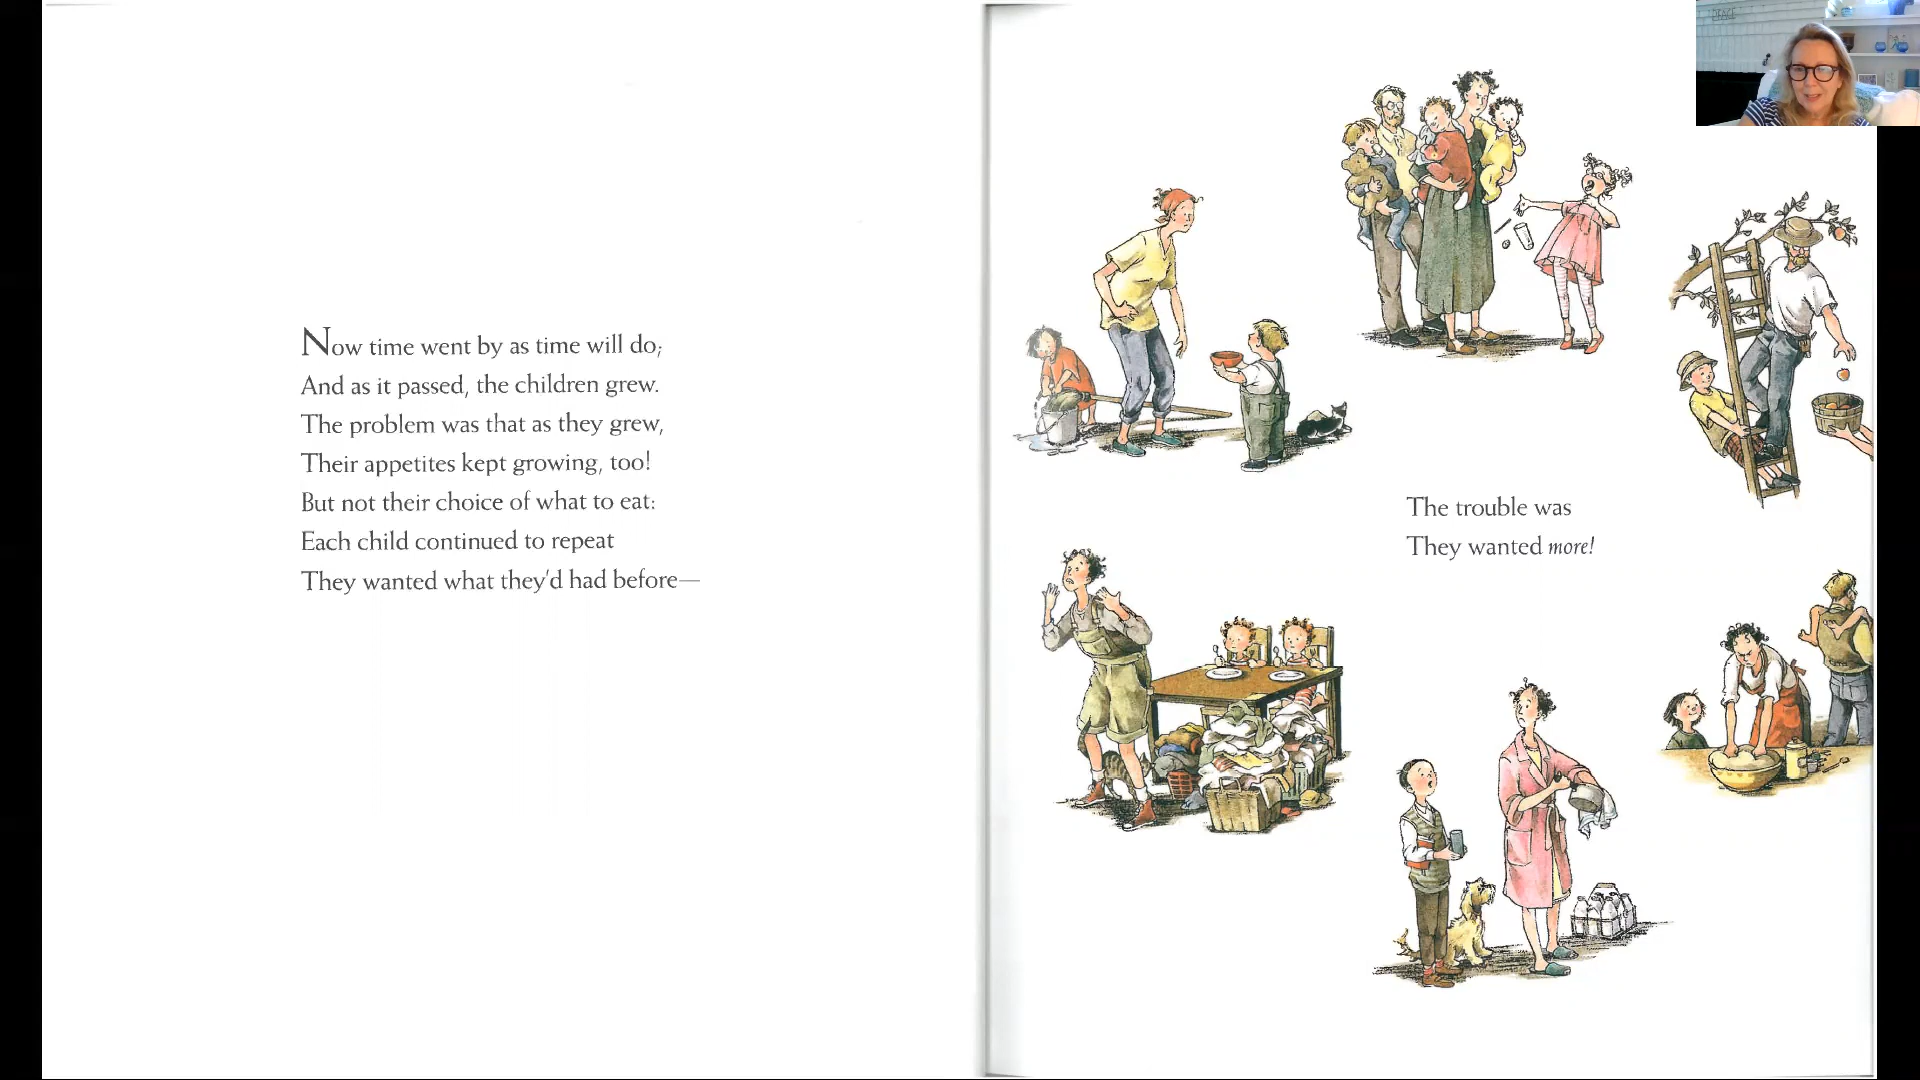 Now time went by as time will do;
And as it passed, the children grew.
The problem was that as they grew,
Their appetites kept growing, too!
But not their choice of what to eat:
Each child continued to repeat
They wanted what they'd had before—
The trouble was
They wanted more!